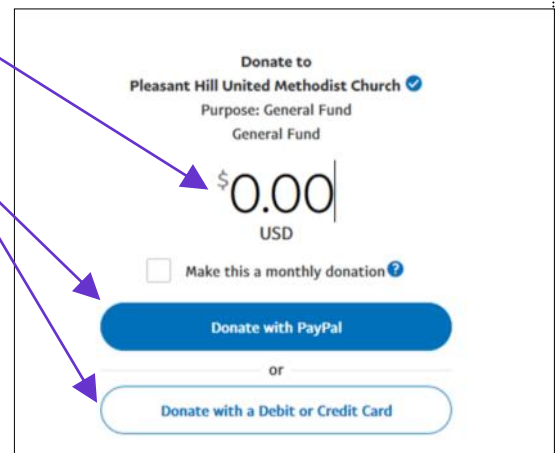 Donate to
Pleasant Hill United Methodist Church
Purpose: General Fund
General Fund
$0.00
USD
Make this a monthly donation ?
Donate with PayPal
or
Donate with a Debit or Credit Card